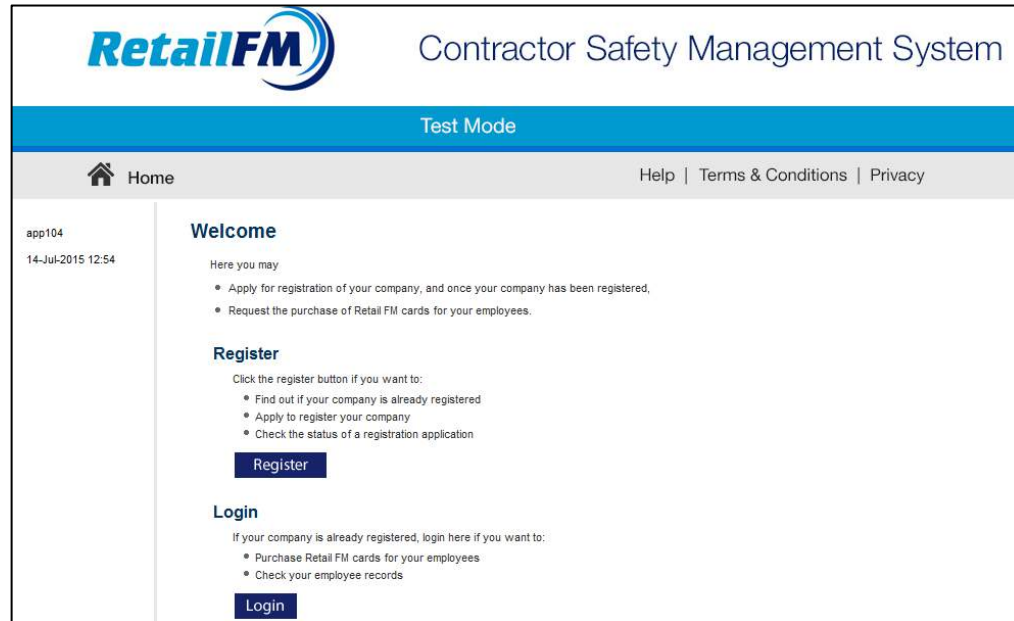 RetailFM
Contractor Safety Management System
Test Mode
Home
Help | Terms & Conditions | Privacy
app104
14-Jul-2015 12:54
Welcome
Here you may
• Apply for registration of your company, and once your company has been registered,
• Request the purchase of Retail FM cards for your employees.
Register
Click the register button if you want to:
• Find out if your company is already registered
• Apply to register your company
• Check the status of a registration application
Register
Login
If your company is already registered, login here if you want to:
• Purchase Retail FM cards for your employees
• Check your employee records
Login